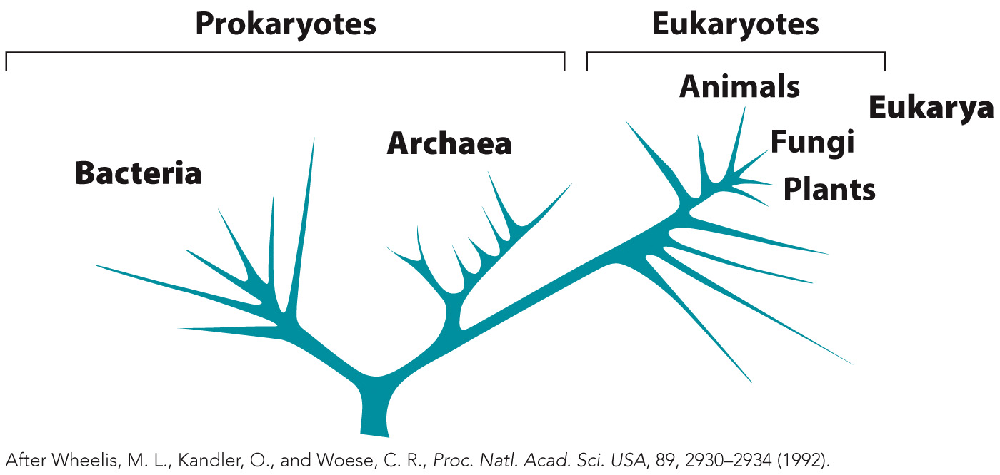 Prokaryotes
Eukaryotes
Animals
Eukarya
Fungi
Archaea
Bacteria
Plants
After Wheelis, M. L., Kandler, O., and Woese, C. R., Proc. Natl. Acad. Sci. USA, 89, 2930–2934 (1992).